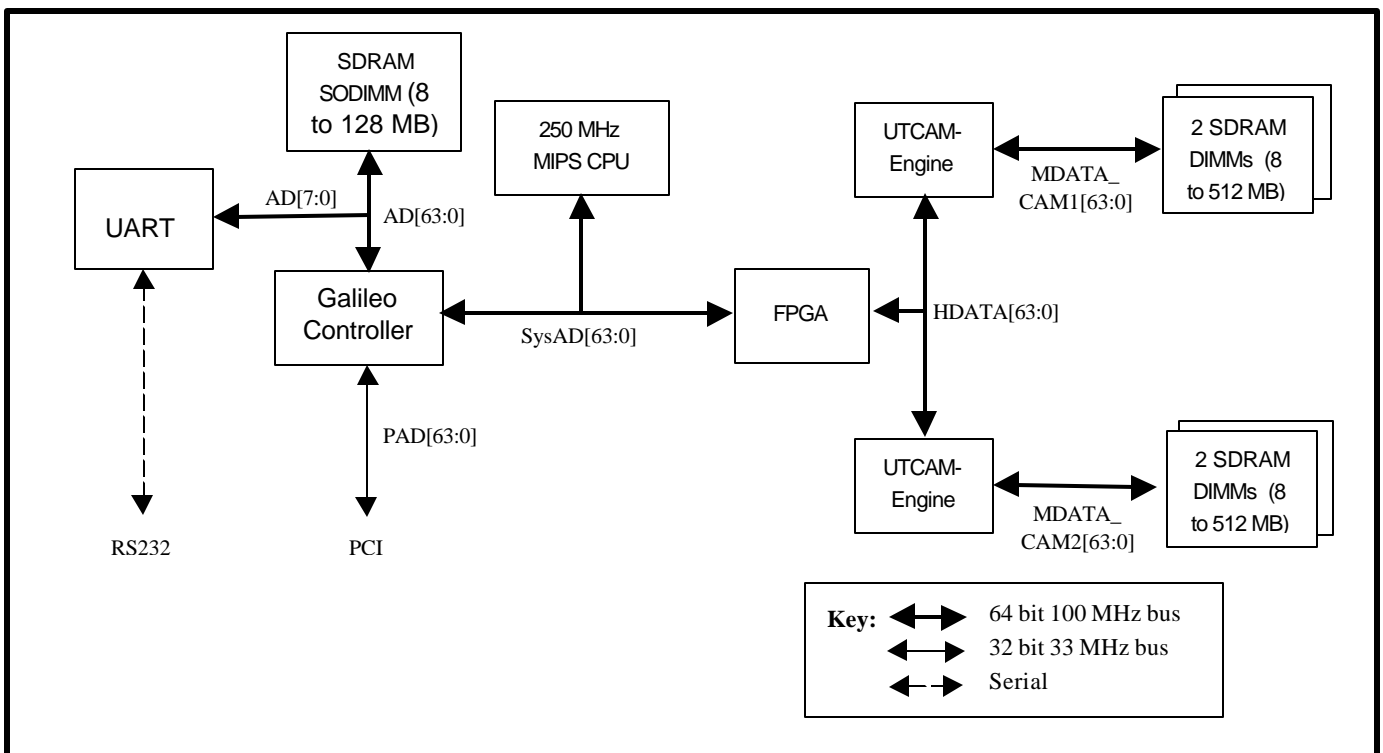 SDRAM
SODIMM (8
to 128 MB)
250 MHz
MIPS CPU
UTCAM-
Engine
2 SDRAM
DIMMs (8
to 512 MB)
MDATA_
CAM1[63:0]
AD[7:0]
AD[63:0]
UART
Galileo
Controller
FPGA
HDATA[63:0]
SysAD[63:0]
PAD[63:0]
UTCAM-
Engine
2 SDRAM
DIMMs (8
to 512 MB)
MDATA_
CAM2[63:0]
RS232
PCI
Key:
64 bit 100 MHz bus
32 bit 33 MHz bus
Serial